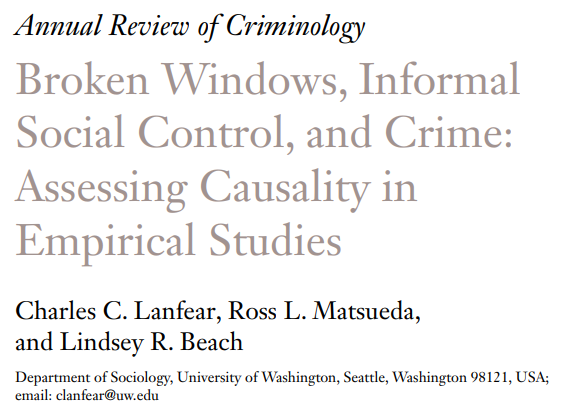 Annual Review of Criminology
Broken Windows, Informal
Social Control, and Crime:
Assessing Causality in
Empirical Studies
Charles C. Lanfear, Ross L. Matsueda,
and Lindsey R. Beach
Department of Sociology, University of Washington, Seattle, Washington 98121, USA;
email: clanfear@uw.edu